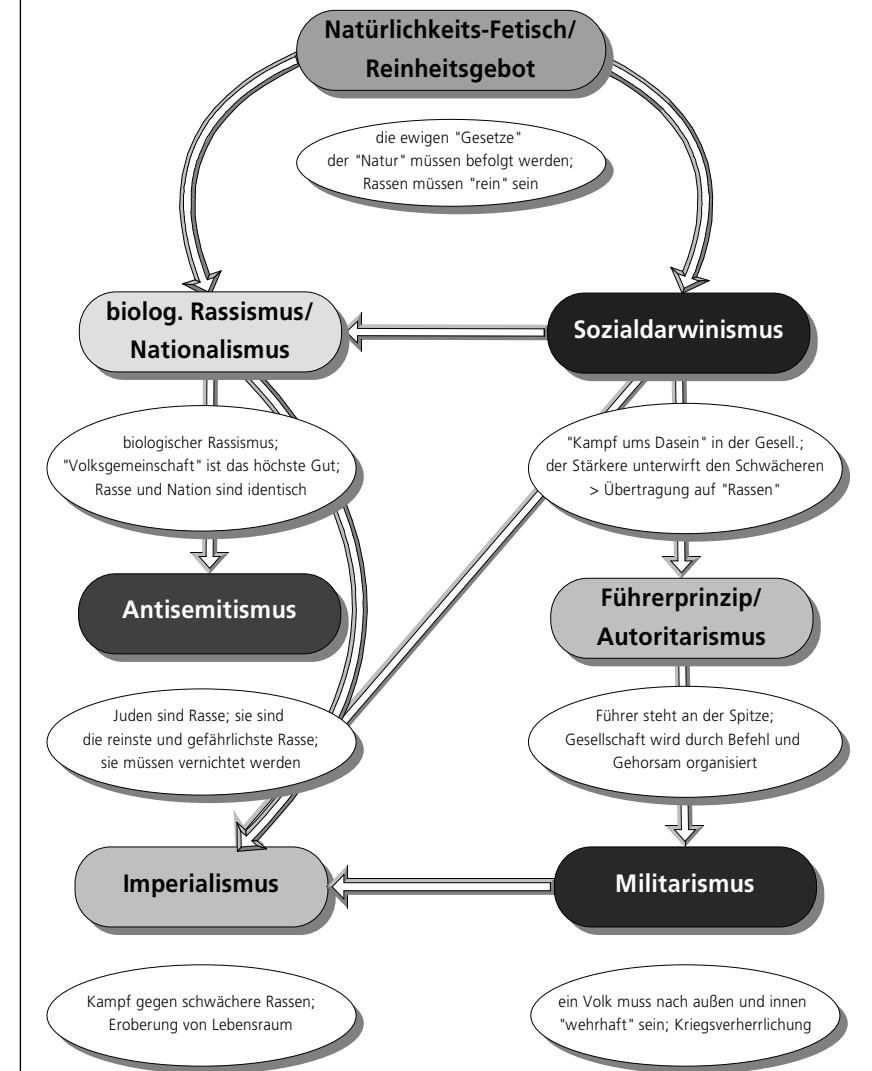 Natürlichkeits-Fetisch/
Reinheitsgebot
die ewigen "Gesetze"
der "Natur" müssen befolgt werden;
Rassen müssen "rein" sein
biolog. Rassismus/
Nationalismus
Sozialdarwinismus
biologischer Rassismus;
"Volksgemeinschaft" ist das höchste Gut;
Rasse und Nation sind identisch
"Kampf ums Dasein" in der Gesell.;
der Stärkere unterwirft den Schwächeren
> Übertragung auf "Rassen"
Antisemitismus
Führerprinzip/
Autoritarismus
Juden sind Rasse; sie sind
die reinste und gefährlichste Rasse;
sie müssen vernichtet werden
Führer steht an der Spitze;
Gesellschaft wird durch Befehl und
Gehorsam organisiert
Imperialismus
Militarismus
Kampf gegen schwächere Rassen;
Eroberung von Lebensraum
ein Volk muss nach außen und innen
"wehrhaft" sein; Kriegsverherrlichung